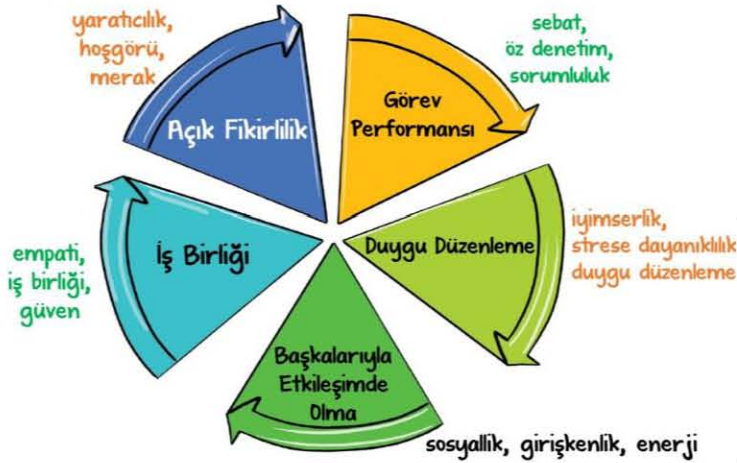 yaratıcılık,
hoşgörü,
merak
Açık Fikirlilik
sebat,
öz denetim,
sorumluluk
Görev
Performansı
iyimserlik,
strese dayanıklılık
duygu düzenleme
Duygu Düzenleme
empati,
iş birliği,
güven
İş Birliği
Başkalarıyla
Etkileşimde
Olma
sosyallik, girişkenlik, enerji